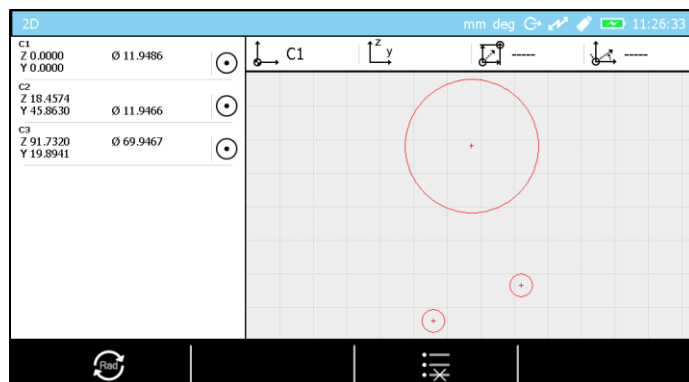 2D
mm deg 11:26:33
C1
Z 0.0000 Ø 11.9486
Y 0.0000
C2
Z 18.4574
Y 45.8630 Ø 11.9466
C3
Z 91.7320 Ø 69.9467
Y 19.8941
C1
z
y
-----
-----
Rad